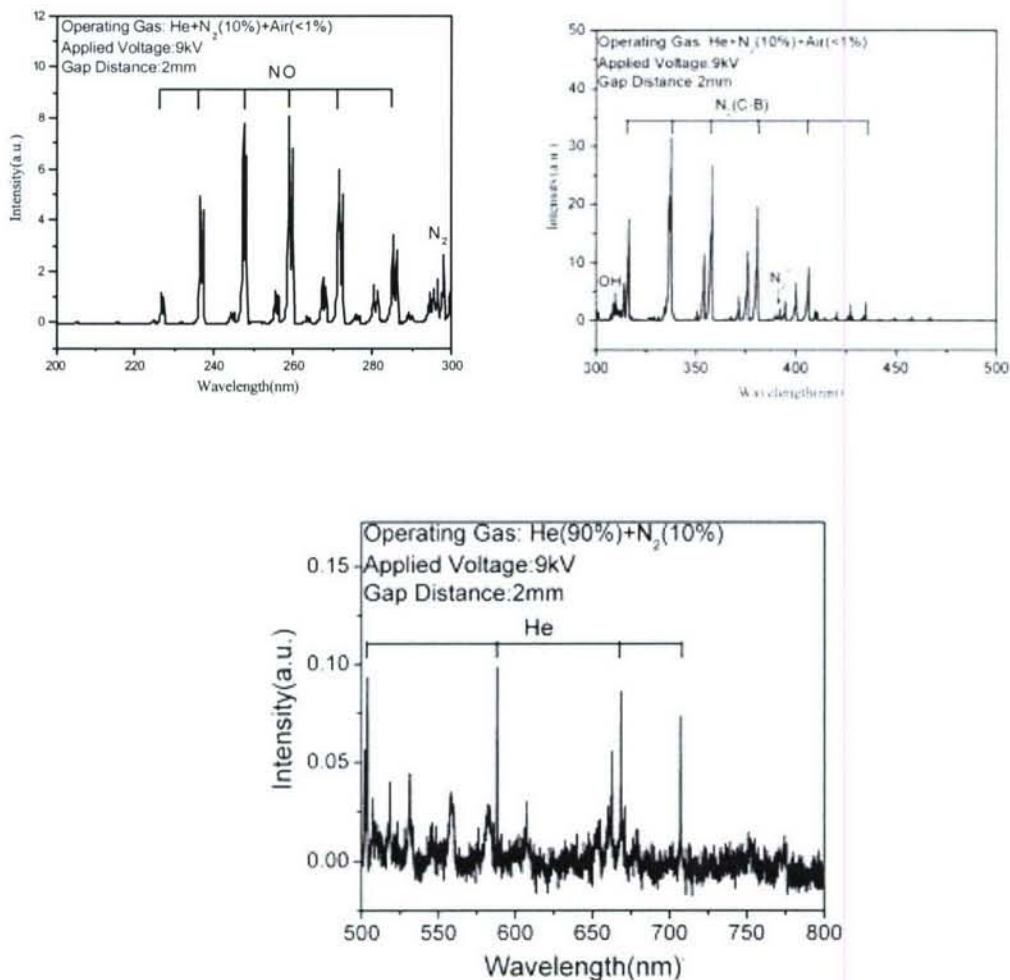 Operating Gas: He+N2(10%)+Air(<1%)
Applied Voltage:9kV
Gap Distance:2mm
NO
N2
12
10
8
6
4
2
0
Intensity(a.u.)
200 220 240 260 280 300
Wavelength(nm)
Operating Gas: He+N2(10%)+Air(<1%)
Applied Voltage:9kV
Gap Distance 2mm
N2(C-B)
OH
N
50
40
30
20
10
0
Intensity(a.u.)
300 350 400 450 500
Wavelength(nm)
Operating Gas: He(90%)+N2(10%)
Applied Voltage:9kV
Gap Distance:2mm
He
0.15
0.10
0.05
0.00
Intensity(a.u.)
500 550 600 650 700 750 800
Wavelength(nm)